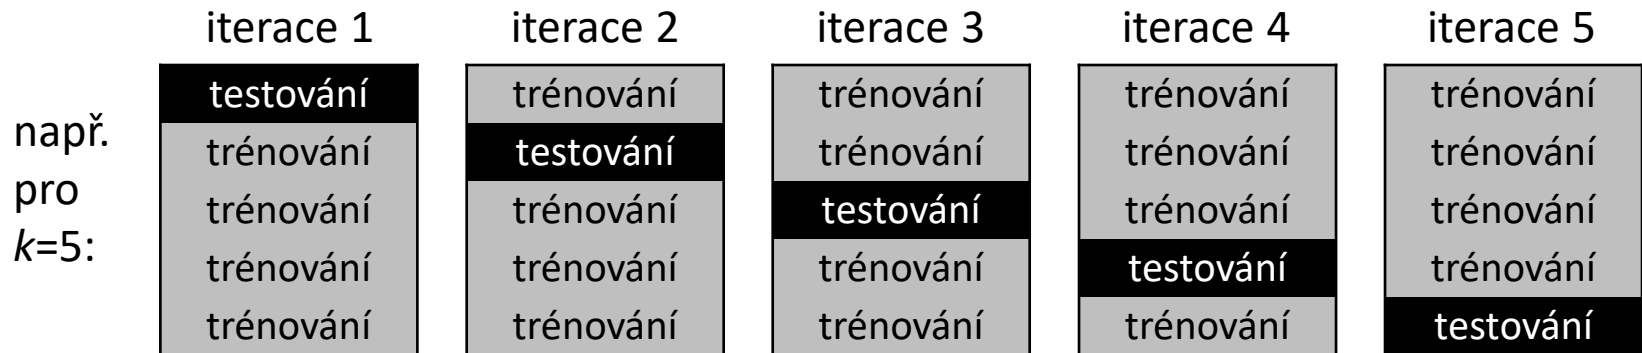 iterace 1 iterace 2 iterace 3 iterace 4 iterace 5
např.
pro
k=5:
testování trénování trénování trénování trénování
trénování testování trénování trénování trénování
trénování trénování testování trénování trénování
trénování trénování trénování testování trénování
trénování trénování trénování trénování testování